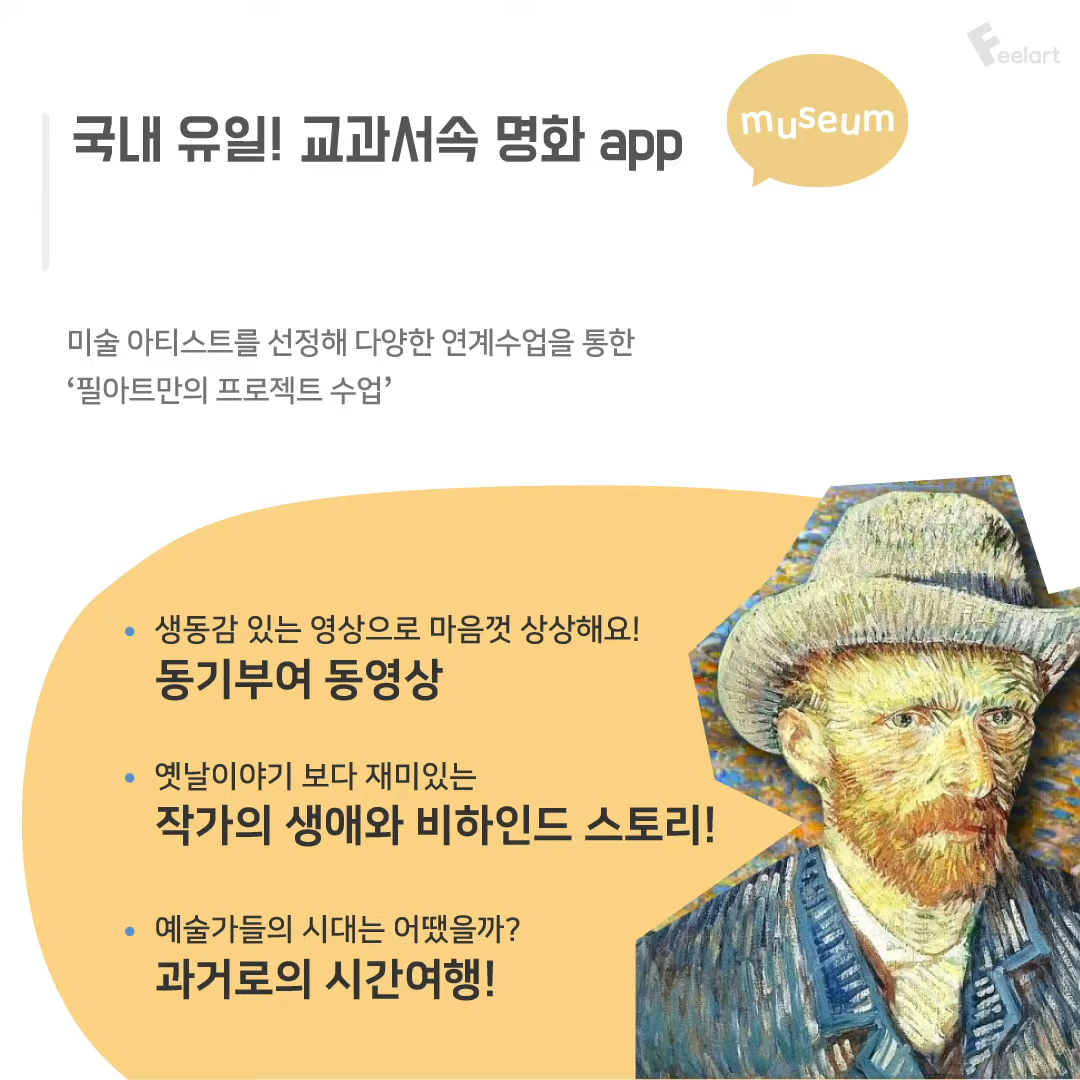 Feelart
국내 유일! 교과서속 명화 app
museum
미술 아티스트를 선정해 다양한 연계수업을 통한
‘필아트만의 프로젝트 수업’
• 생동감 있는 영상으로 마음껏 상상해요!
동기부여 동영상
• 옛날이야기 보다 재미있는
작가의 생애와 비하인드 스토리!
• 예술가들의 시대는 어땠을까?
과거로의 시간여행!